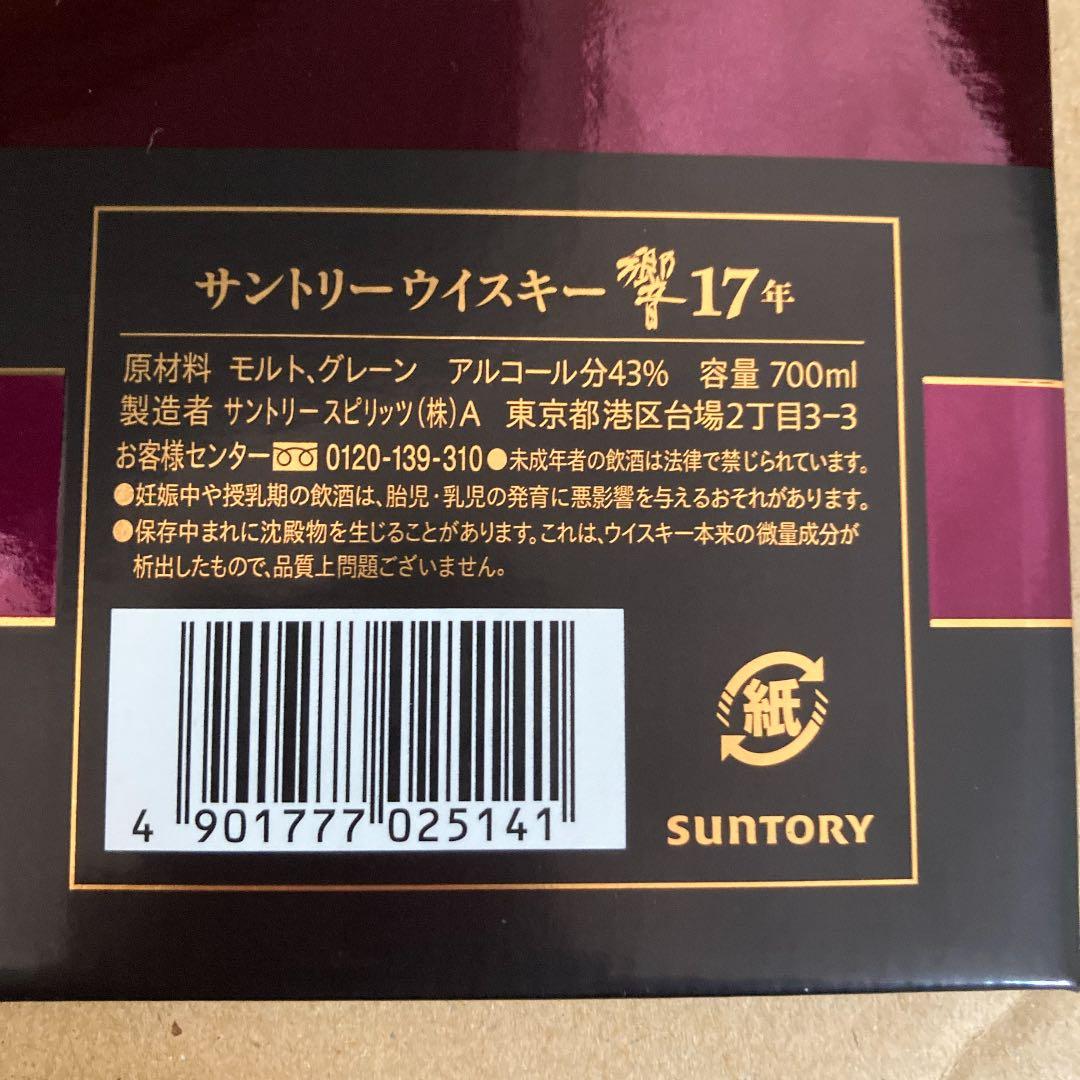 サントリーウイスキー響17年
原材料 モルト、グレーン アルコール分43% 容量 700ml
製造者 サントリースピリッツ(株)A 東京都港区台場2丁目3-3
お客様センター 0120-139-310●未成年者の飲酒は法律で禁じられています。
●妊娠中や授乳期の飲酒は、胎児・乳児の発育に悪影響を与えるおそれがあります。
●保存中まれに沈殿物を生じることがあります。これは、ウイスキー本来の微量成分が
析出したもので、品質上問題ございません。
紙
4 901777 025141
SUNTORY